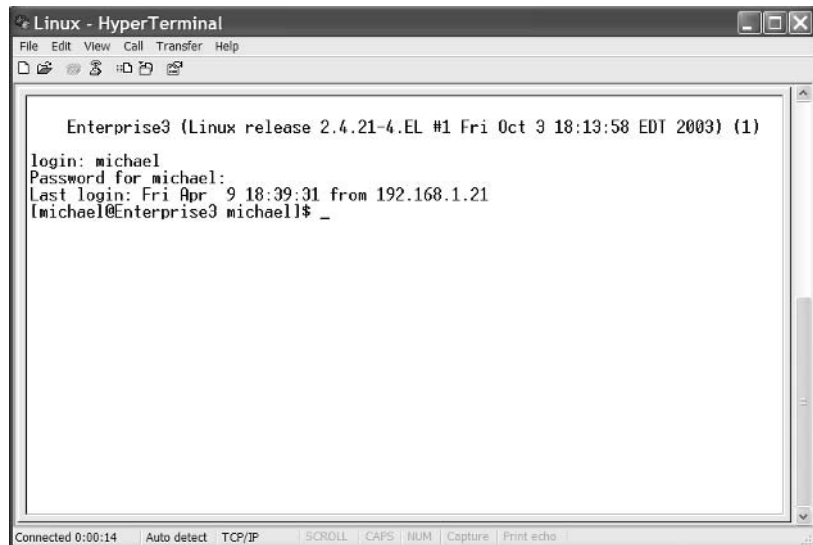 Linux - HyperTerminal
File Edit View Call Transfer Help
Enterprise3 (Linux release 2.4.21-4.EL #1 Fri Oct 3 18:13:58 EDT 2003) (1)
login: michael
Password for michael:
Last login: Fri Apr  9 18:39:31 from 192.168.1.21
[michael@Enterprise3 michael]$ _
Connected 0:00:14 Auto detect TCP/IP SCROLL CAPS NUM Capture Print echo